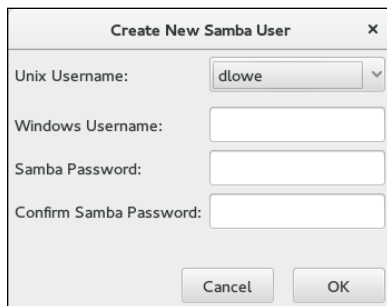 Create New Samba User ×
Unix Username: dlowe
Windows Username:
Samba Password:
Confirm Samba Password:
Cancel OK